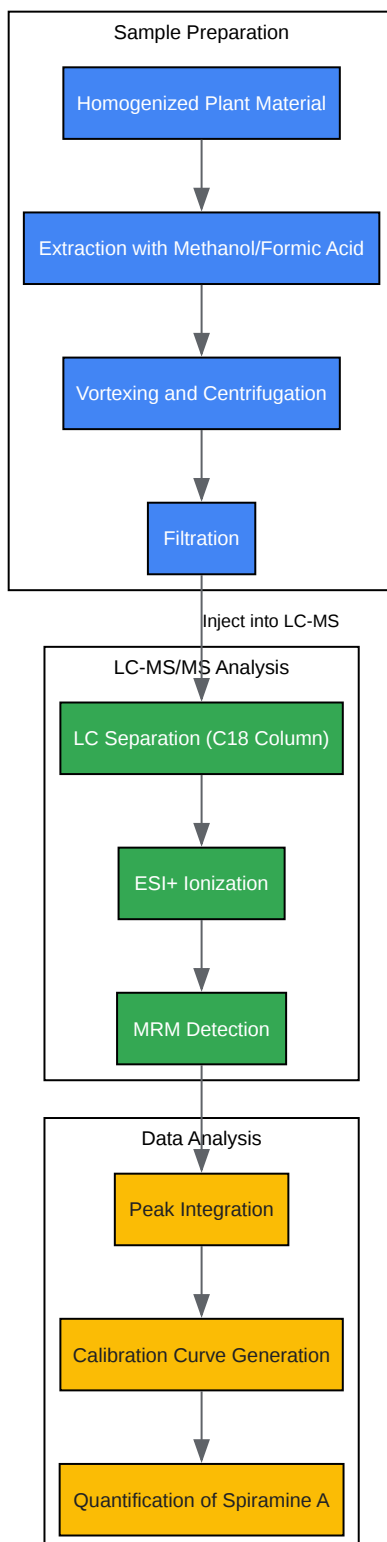 Sample Preparation
Homogenized Plant Material
Extraction with Methanol/Formic Acid
Vortexing and Centrifugation
Filtration
Inject into LC-MS
LC-MS/MS Analysis
LC Separation (C18 Column)
ESI+ Ionization
MRM Detection
Data Analysis
Peak Integration
Calibration Curve Generation
Quantification of Spiramine A